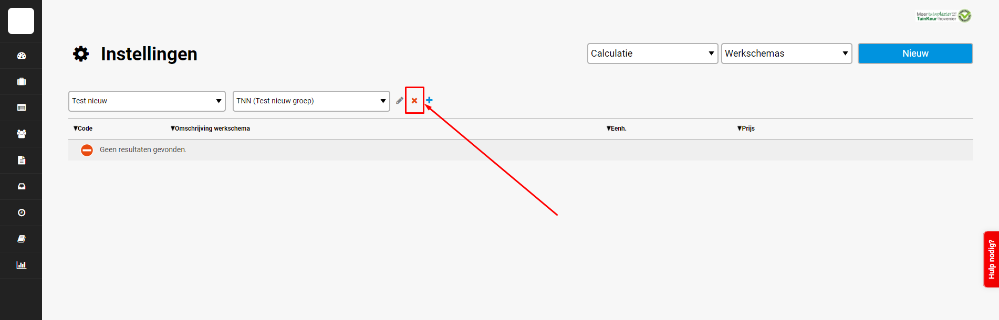 Meer tuinplezier
TuinKeur-hovenier
Instellingen
Calculatie
Werkschemas
Nieuw
Test nieuw
TNN (Test nieuw groep)
Code
Omschrijving werkschema
Eenh.
Prijs
Geen resultaten gevonden.
Hulp nodig?